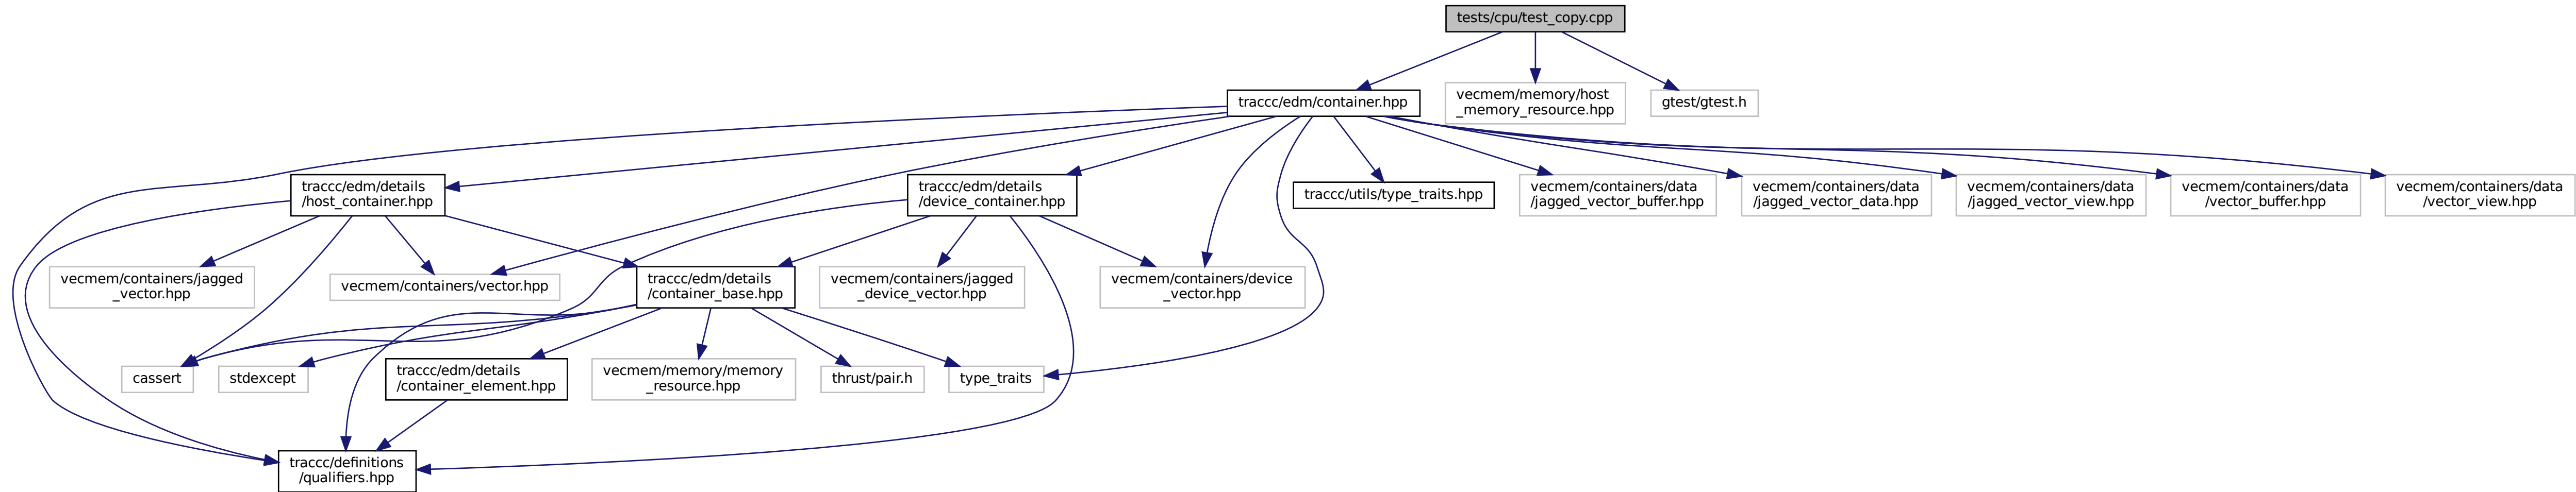 tests/cpu/test_copy.cpp
traccc/edm/container.hpp
vecmem/memory/host
_memory_resource.hpp
gtest/gtest.h
traccc/edm/details
/host_container.hpp
traccc/edm/details
/device_container.hpp
traccc/utils/type_traits.hpp
vecmem/containers/data
/jagged_vector_buffer.hpp
vecmem/containers/data
/jagged_vector_data.hpp
vecmem/containers/data
/jagged_vector_view.hpp
vecmem/containers/data
/vector_buffer.hpp
vecmem/containers/data
/vector_view.hpp
vecmem/containers/jagged
_vector.hpp
vecmem/containers/vector.hpp
traccc/edm/details
/container_base.hpp
vecmem/containers/jagged
_device_vector.hpp
vecmem/containers/device
_vector.hpp
cassert
stdexcept
traccc/edm/details
/container_element.hpp
vecmem/memory/memory
_resource.hpp
thrust/pair.h
type_traits
traccc/definitions
/qualifiers.hpp